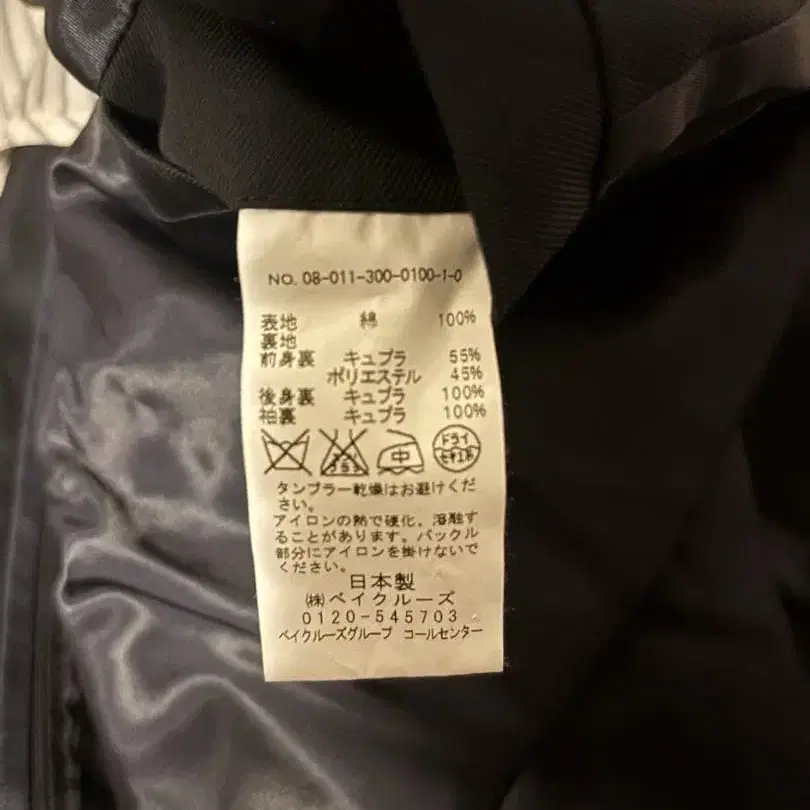 NO. 08-011-300-0100-1-0
表地 綿 100%
裏地
前身裏 キュプラ 55%
ポリエステル 45%
後身裏 キュプラ 100%
袖裏 キュプラ 100%
中 ドライ セキユ系
タンブラー乾燥はお避けくだ
さい。
アイロンの熱で硬化、溶融す
ることがあります。バックル
部分にアイロンを掛けないで
ください。
日本製
㈱ベイクルーズ
0120-545703
ベイクルーズグループ コールセンター